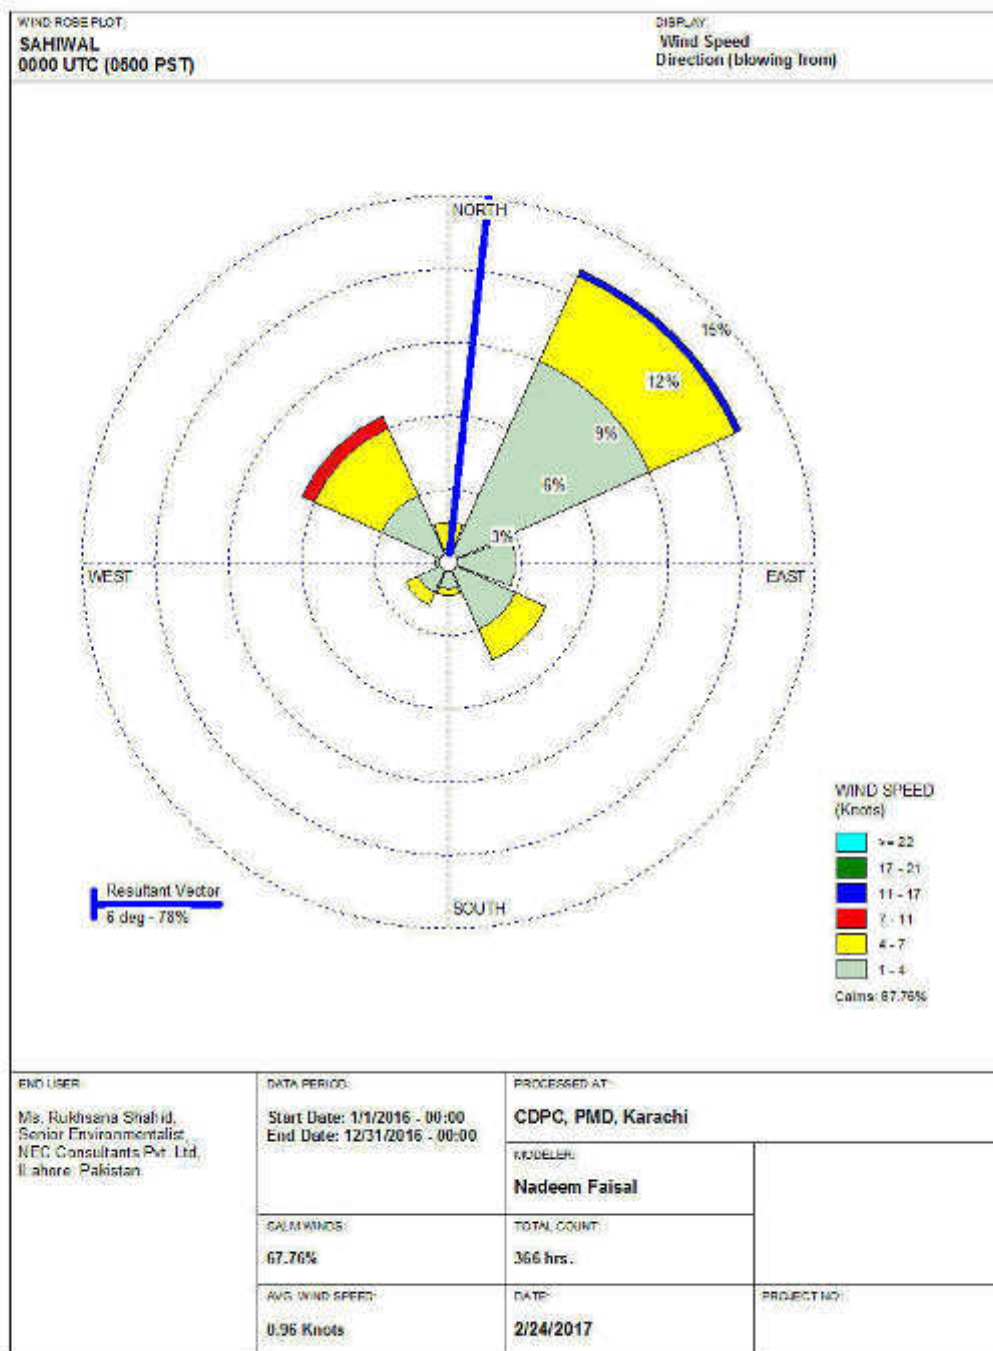 WIND ROSE PLOT:
SAHIWAL
0000 UTC (0500 PST)
DISPLAY:
Wind Speed
Direction (blowing from)
NORTH
15%
12%
9%
6%
3%
WEST
EAST
SOUTH
WIND SPEED
(Knots)
>= 22
17 - 21
11 - 17
7 - 11
4 - 7
1 - 4
Calms: 67.76%
Resultant Vector
6 deg - 78%
END USER:
Ms. Rukhsana Shahid,
Senior Environmentalist,
NEC Consultants Pvt. Ltd,
Lahore, Pakistan.
DATA PERIOD:
Start Date: 1/1/2016 - 00:00
End Date: 12/31/2016 - 00:00
PROCESSED AT:
CDPC, PMD, Karachi
MODELER:
Nadeem Faisal
CALM WINDS:
67.76%
TOTAL COUNT:
366 hrs.
AVG. WIND SPEED:
0.96 Knots
DATE:
2/24/2017
PROJECT NO.: